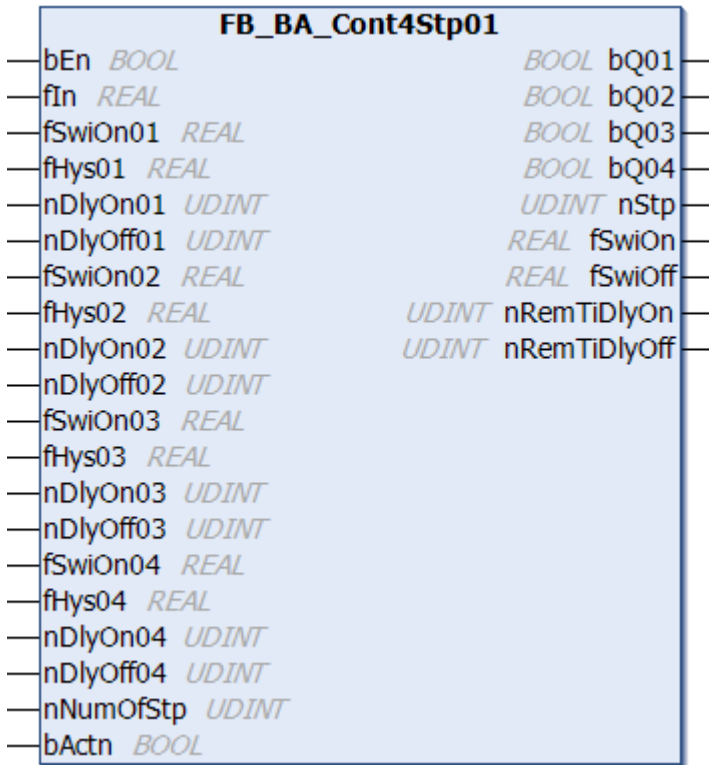 FB_BA_Cont4Stp01
bEn BOOL BOOL bQ01
fIn REAL BOOL bQ02
fSwiOn01 REAL BOOL bQ03
fHys01 REAL BOOL bQ04
nDlyOn01 UDINT UDINT nStp
nDlyOff01 UDINT REAL fSwiOn
fSwiOn02 REAL REAL fSwiOff
fHys02 REAL UDINT nRemTiDlyOn
nDlyOn02 UDINT UDINT nRemTiDlyOff
nDlyOff02 UDINT
fSwiOn03 REAL
fHys03 REAL
nDlyOn03 UDINT
nDlyOff03 UDINT
fSwiOn04 REAL
fHys04 REAL
nDlyOn04 UDINT
nDlyOff04 UDINT
nNumOfStp UDINT
bActn BOOL